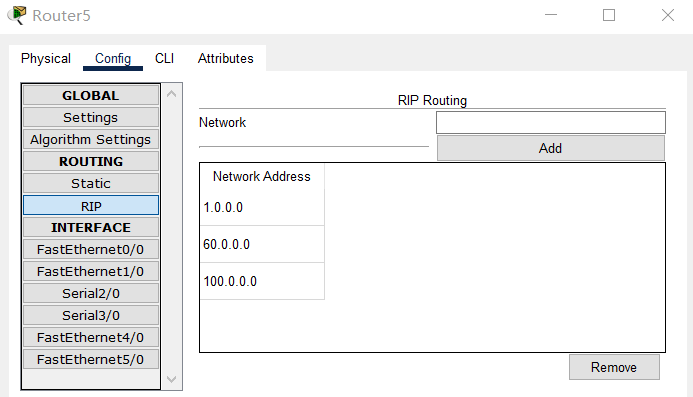 Router5
Physical Config CLI Attributes
GLOBAL
Settings
Algorithm Settings
ROUTING
Static
RIP
INTERFACE
FastEthernet0/0
FastEthernet1/0
Serial2/0
Serial3/0
FastEthernet4/0
FastEthernet5/0
RIP Routing
Network
Add
Network Address
1.0.0.0
60.0.0.0
100.0.0.0
Remove